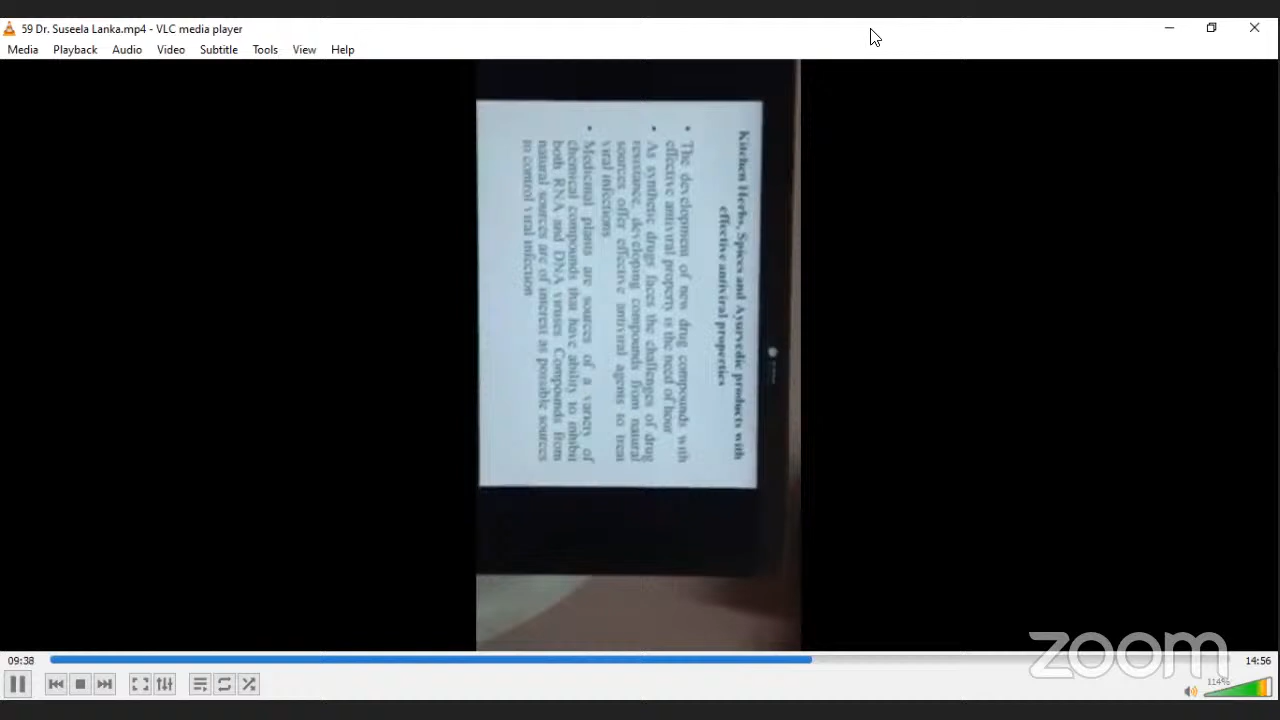 59 Dr. Suseela Lanka.mp4 - VLC media player
Media Playback Audio Video Subtitle Tools View Help
Kitchen Herbs, Spices and Ayurvedic products with
effective antiviral properties
• The development of new drug compounds with
effective antiviral property is the need of hour
• As synthetic drugs faces the challenges of drug
resistance, developing compounds from natural
sources offer effective antiviral agents to treat
viral infections
• Medicinal plants are sources of a variety of
chemical compounds that have ability to inhibit
both RNA and DNA viruses. Compounds from
natural sources are of interest as possible sources
to control viral infection
zoom
09:38
14:56
114%